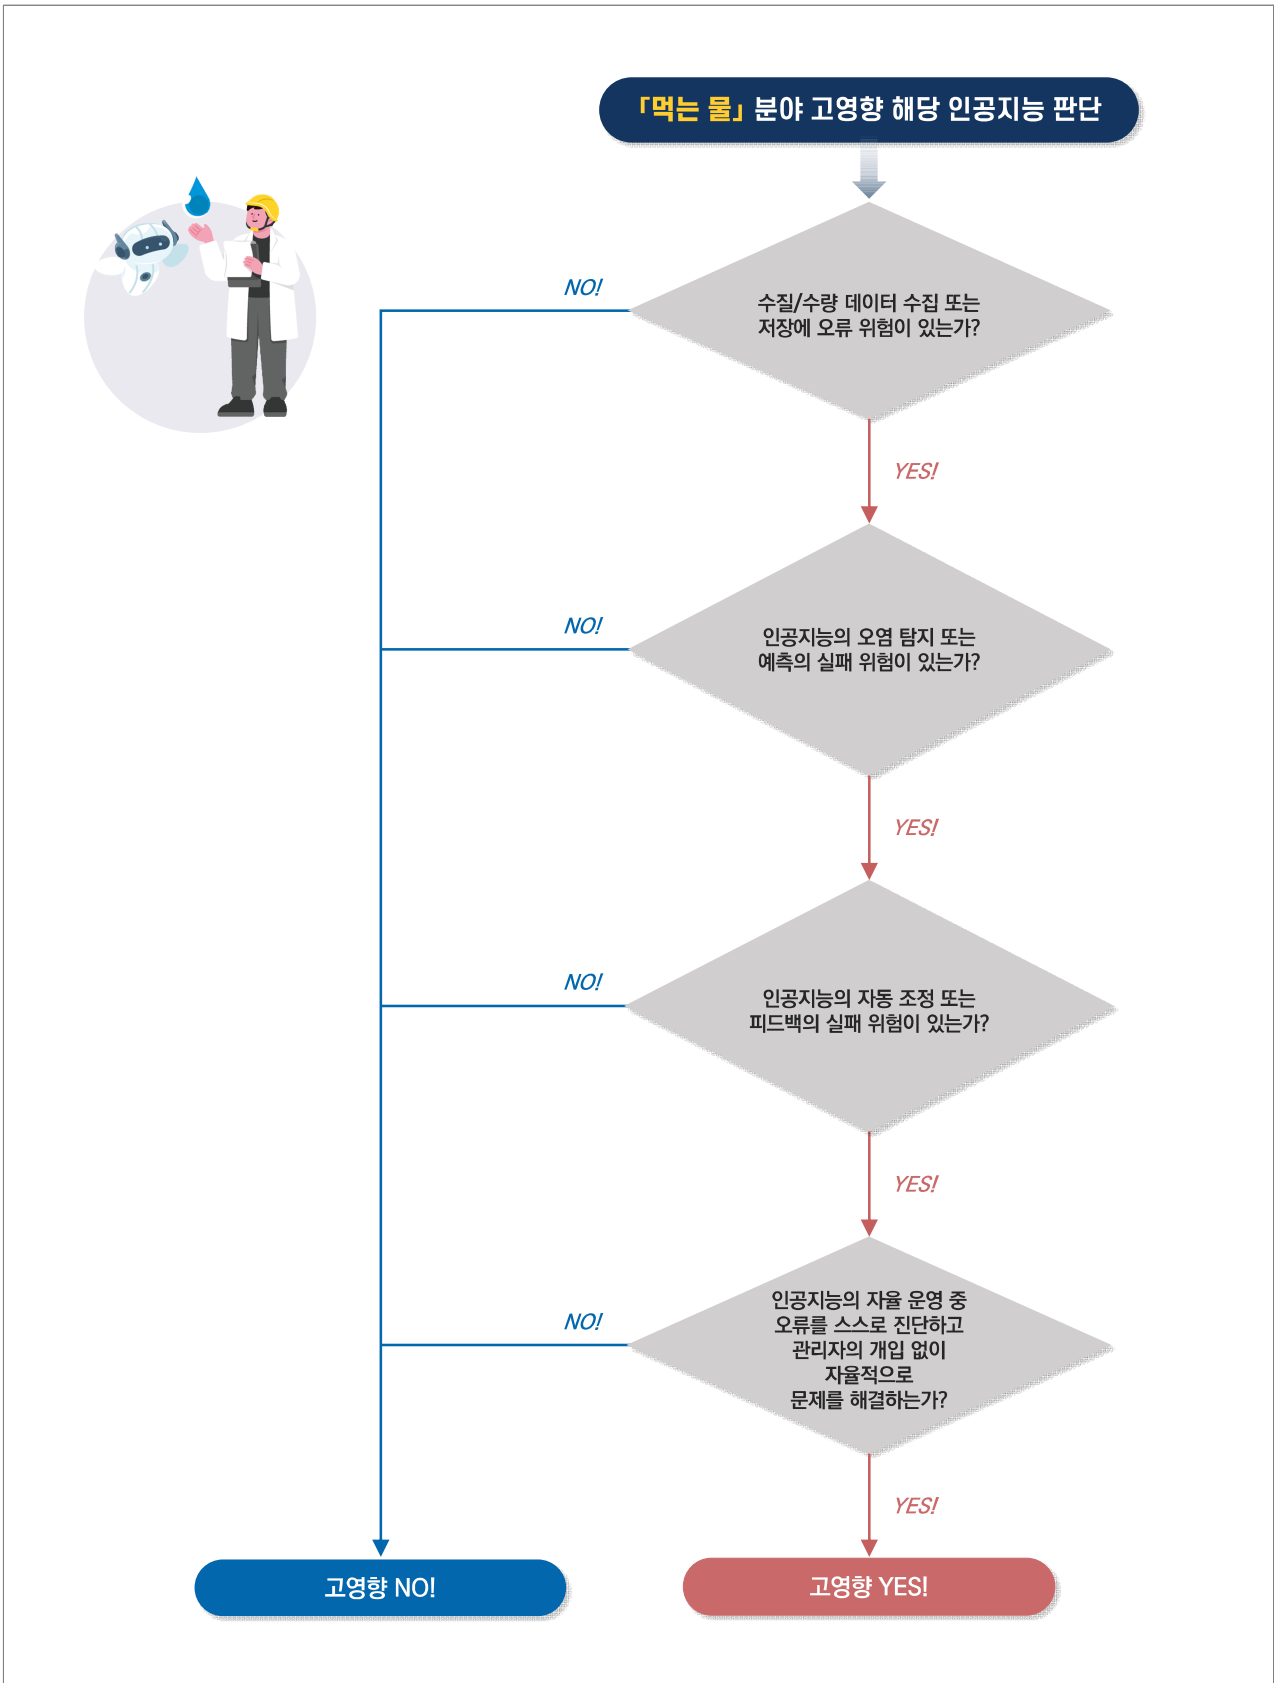 「먹는 물」 분야 고영향 해당 인공지능 판단
NO!
수질/수량 데이터 수집 또는
저장에 오류 위험이 있는가?
YES!
NO!
인공지능의 오염 탐지 또는
예측의 실패 위험이 있는가?
YES!
NO!
인공지능의 자동 조정 또는
피드백의 실패 위험이 있는가?
YES!
NO!
인공지능의 자율 운영 중
오류를 스스로 진단하고
관리자의 개입 없이
자율적으로
문제를 해결하는가?
YES!
고영향 NO!
고영향 YES!